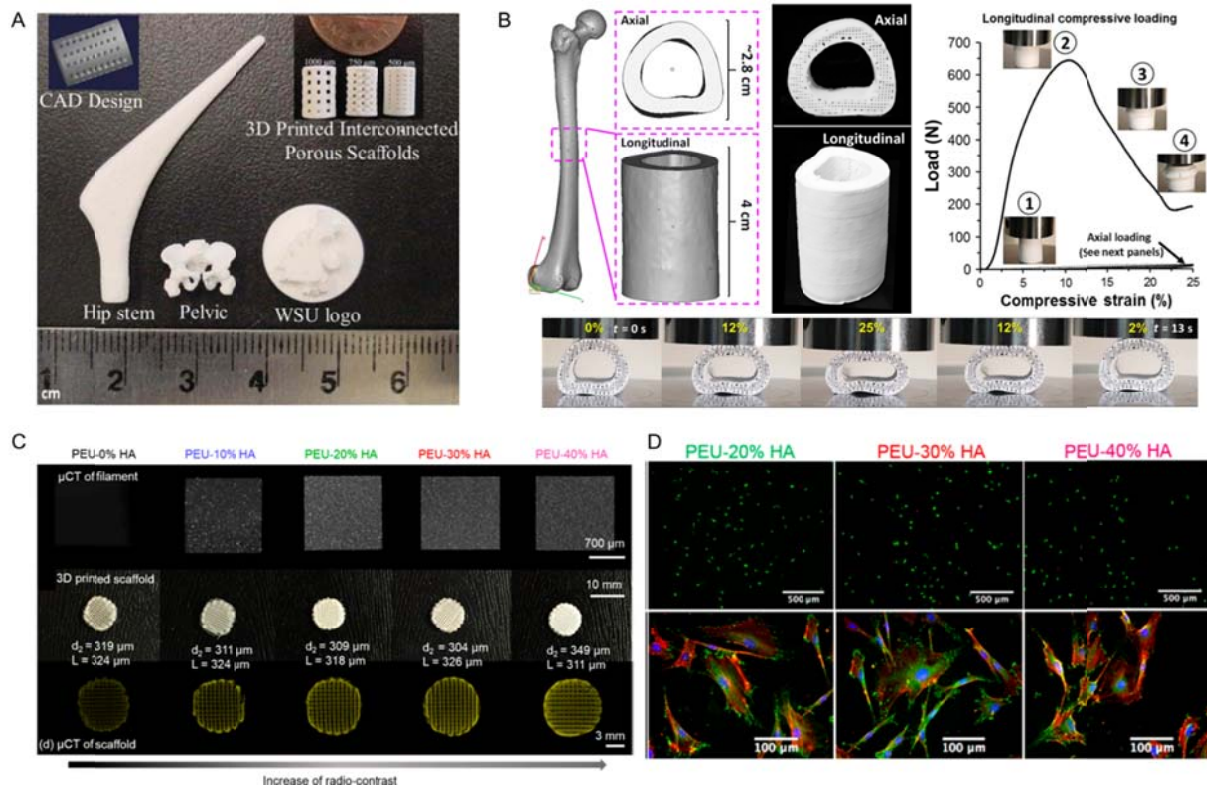 A
CAD Design
1000 µm 750 µm 500 µm
3D Printed Interconnected
Porous Scaffolds
Hip stem
Pelvic
WSU logo
1 2 3 4 5 6
cm
B
Axial
~2.8 cm
Longitudinal
4 cm
Axial
Longitudinal
Longitudinal compressive loading
700
600
500
400
300
200
100
0
Load (N)
1
2
3
4
Axial loading
(See next panels)
0 5 10 15 20 25
Compressive strain (%)
0% t = 0 s
12%
25%
12%
2% t = 13 s
C
PEU-0% HA PEU-10% HA PEU-20% HA PEU-30% HA PEU-40% HA
µCT of filament
700 µm
3D printed scaffold
10 mm
d₂ = 319 µm d₂ = 311 µm d₂ = 309 µm d₂ = 304 µm d₂ = 349 µm
L = 324 µm L = 324 µm L = 318 µm L = 326 µm L = 311 µm
(d) µCT of scaffold
3 mm
Increase of radio-contrast
D
PEU-20% HA PEU-30% HA PEU-40% HA
500 µm 500 µm 500 µm
100 µm 100 µm 100 µm